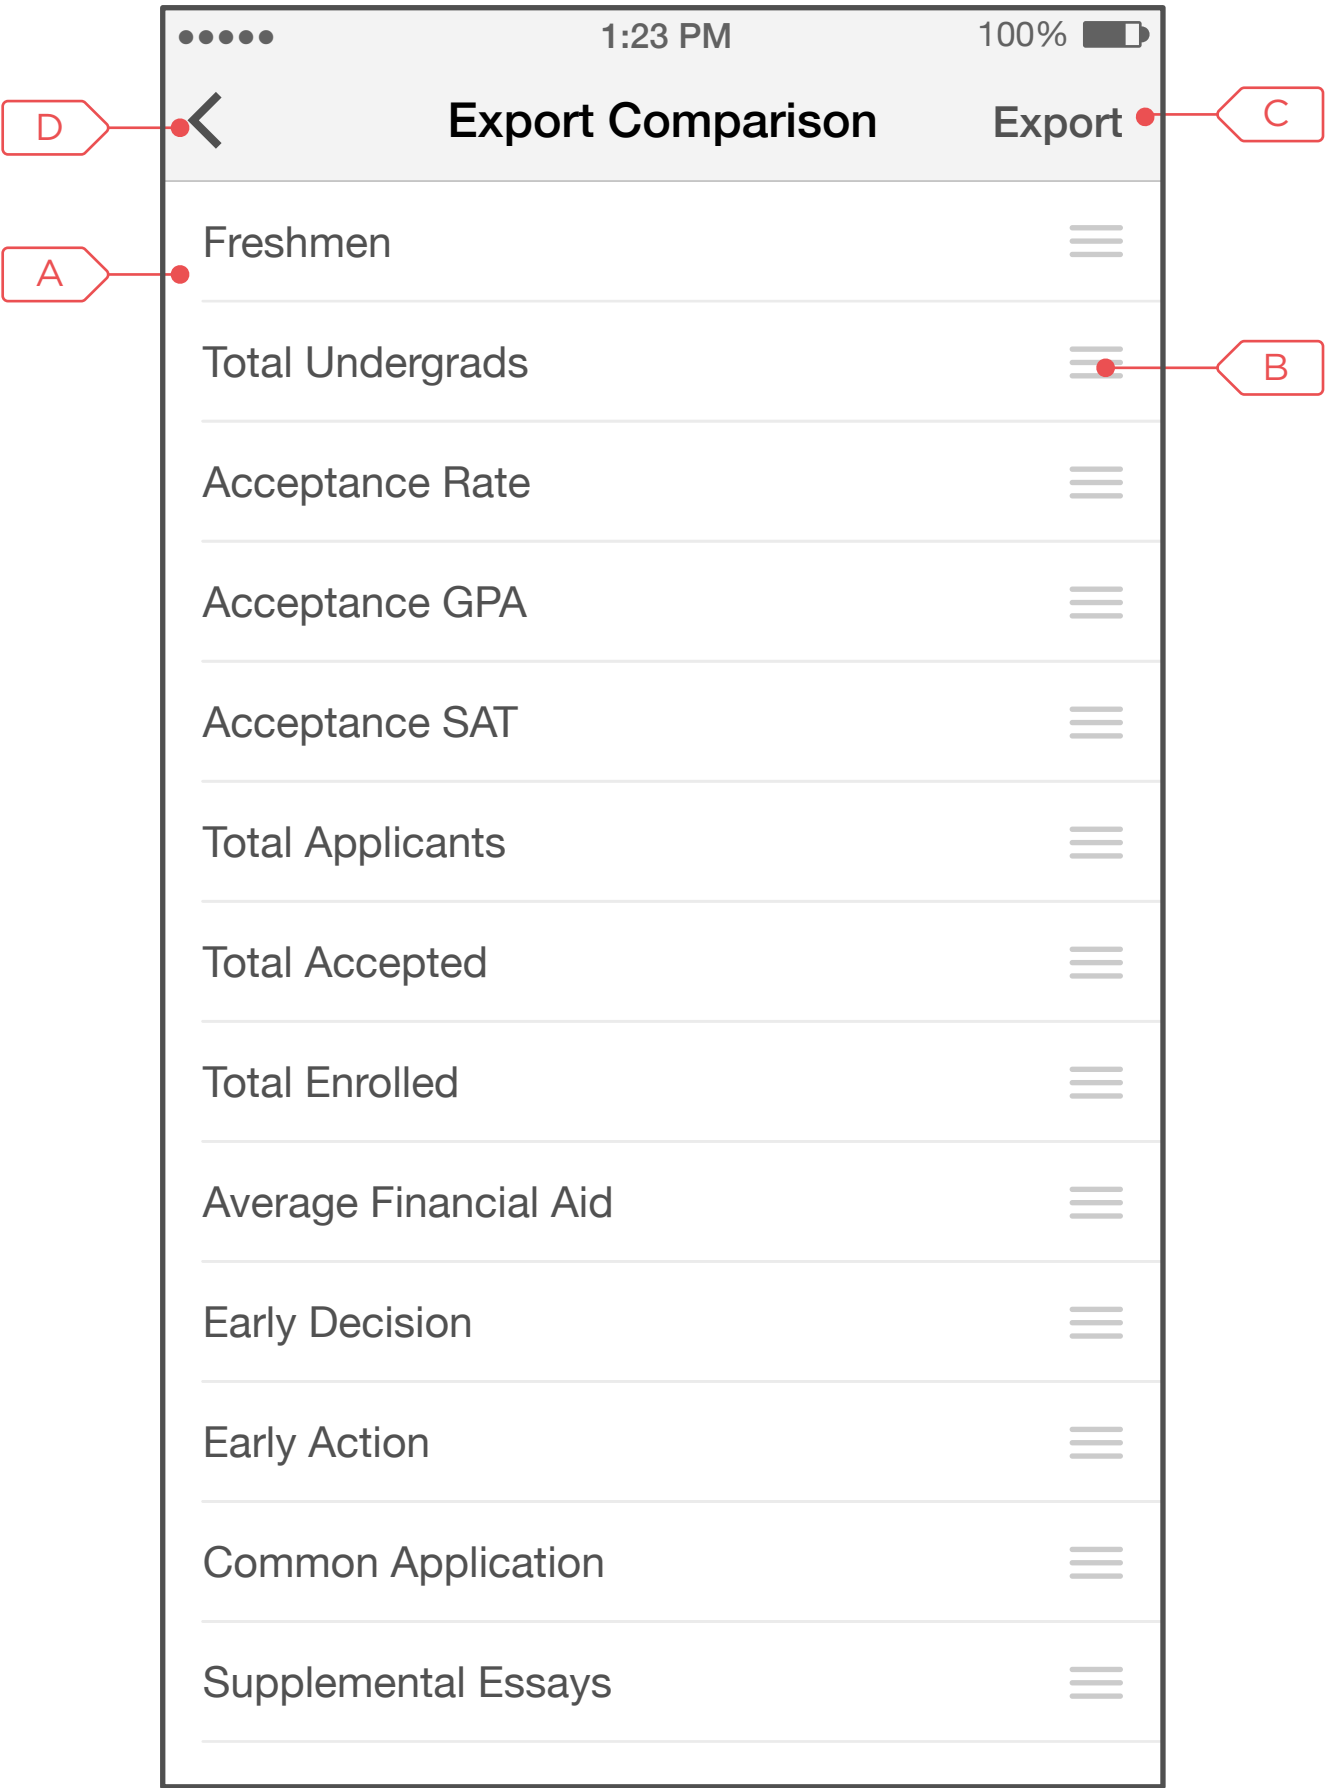 1:23 PM 100%
D Export Comparison Export C
Freshmen
A
Total Undergrads
B
Acceptance Rate
Acceptance GPA
Acceptance SAT
Total Applicants
Total Accepted
Total Enrolled
Average Financial Aid
Early Decision
Early Action
Common Application
Supplemental Essays